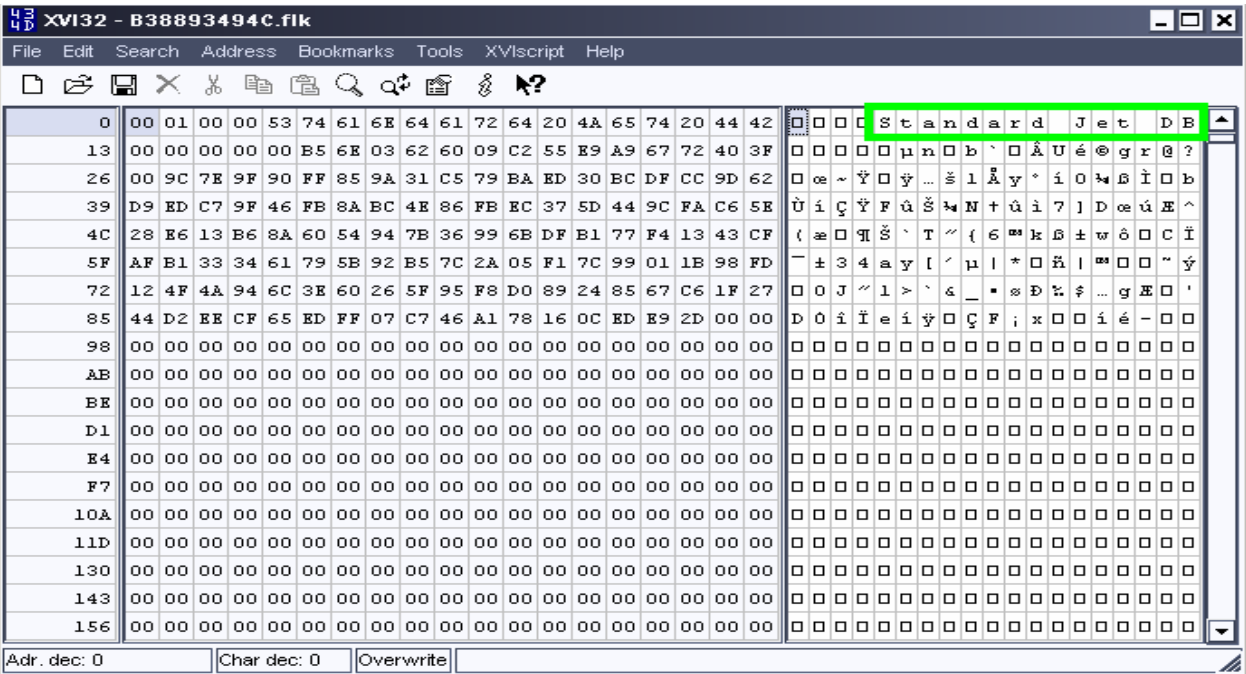 XVI32 - B38893494C.flk
File Edit Search Address Bookmarks Tools XVIscript Help
0 00 01 00 00 53 74 61 6E 64 61 72 64 20 4A 65 74 20 44 42 □ □ □ □ S t a n d a r d J e t D B
13 00 00 00 00 00 B5 6E 03 62 60 09 C2 55 E9 A9 67 72 40 3F □ □ □ □ □ µ n □ b ` □ Â U é © g r @ ?
26 00 9C 7E 9F 90 FF 85 9A 31 C5 79 BA ED 30 BC DF CC 9D 62 □ œ ~ Ÿ □ ÿ … š 1 Å y º í 0 ¼ ß Ì □ b
39 D9 ED C7 9F 46 FB 8A BC 4E 86 FB EC 37 5D 44 9C FA C6 5E Ù í Ç Ÿ F û Š ¼ N † û ì 7 ] D œ ú Æ ^
4C 28 E6 13 B6 8A 60 54 94 7B 36 99 6B DF B1 77 F4 13 43 CF ( æ □ ¶ Š ` T ” { 6 ™ k ß ± w ô □ C Ï
5F AF B1 33 34 61 79 5B 92 B5 7C 2A 05 F1 7C 99 01 1B 98 FD ¯ ± 3 4 a y [ ’ µ | * □ ñ | ™ □ □ ˜ ý
72 12 4F 4A 94 6C 3E 60 26 5F 95 F8 D0 89 24 85 67 C6 1F 27 □ O J ” l > ` & _ • ø Ð ‰ $ … g Æ □ '
85 44 D2 EE CF 65 ED FF 07 C7 46 A1 78 16 0C ED E9 2D 00 00 D Ò î Ï e í ÿ □ Ç F ¡ x □ □ í é - □ □
98 00 00 00 00 00 00 00 00 00 00 00 00 00 00 00 00 00 00 00 □ □ □ □ □ □ □ □ □ □ □ □ □ □ □ □ □ □ □
AB 00 00 00 00 00 00 00 00 00 00 00 00 00 00 00 00 00 00 00 □ □ □ □ □ □ □ □ □ □ □ □ □ □ □ □ □ □ □
BE 00 00 00 00 00 00 00 00 00 00 00 00 00 00 00 00 00 00 00 □ □ □ □ □ □ □ □ □ □ □ □ □ □ □ □ □ □ □
D1 00 00 00 00 00 00 00 00 00 00 00 00 00 00 00 00 00 00 00 □ □ □ □ □ □ □ □ □ □ □ □ □ □ □ □ □ □ □
E4 00 00 00 00 00 00 00 00 00 00 00 00 00 00 00 00 00 00 00 □ □ □ □ □ □ □ □ □ □ □ □ □ □ □ □ □ □ □
F7 00 00 00 00 00 00 00 00 00 00 00 00 00 00 00 00 00 00 00 □ □ □ □ □ □ □ □ □ □ □ □ □ □ □ □ □ □ □
10A 00 00 00 00 00 00 00 00 00 00 00 00 00 00 00 00 00 00 00 □ □ □ □ □ □ □ □ □ □ □ □ □ □ □ □ □ □ □
11D 00 00 00 00 00 00 00 00 00 00 00 00 00 00 00 00 00 00 00 □ □ □ □ □ □ □ □ □ □ □ □ □ □ □ □ □ □ □
130 00 00 00 00 00 00 00 00 00 00 00 00 00 00 00 00 00 00 00 □ □ □ □ □ □ □ □ □ □ □ □ □ □ □ □ □ □ □
143 00 00 00 00 00 00 00 00 00 00 00 00 00 00 00 00 00 00 00 □ □ □ □ □ □ □ □ □ □ □ □ □ □ □ □ □ □ □
156 00 00 00 00 00 00 00 00 00 00 00 00 00 00 00 00 00 00 00 □ □ □ □ □ □ □ □ □ □ □ □ □ □ □ □ □ □ □
Adr. dec: 0 Char dec: 0 Overwrite